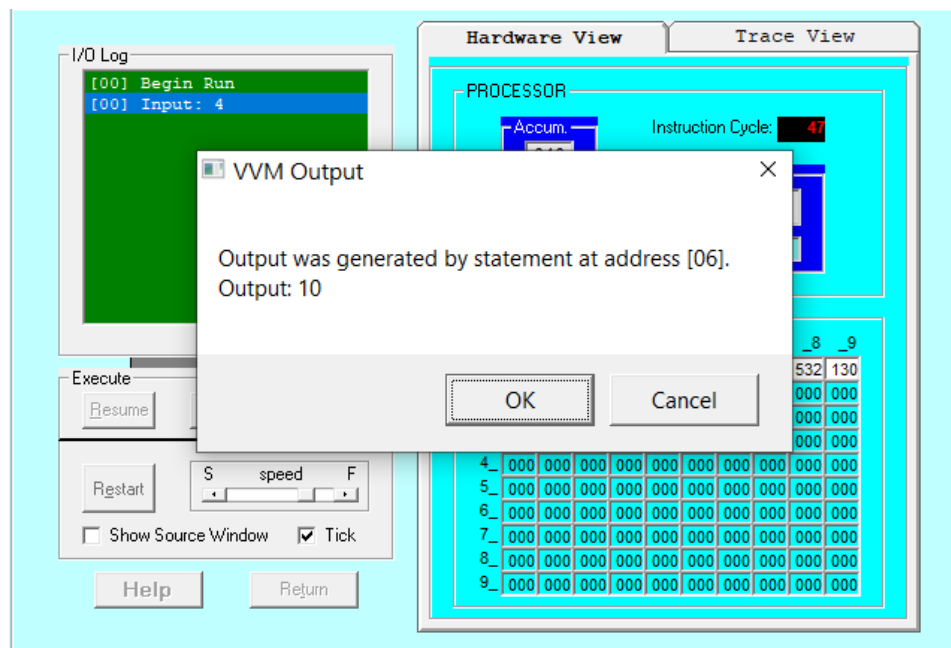 Hardware View
Trace View
I/O Log
[00] Begin Run
[00] Input: 4
PROCESSOR
Accum.
Instruction Cycle: 47
VVM Output
Output was generated by statement at address [06].
Output: 10
OK
Cancel
_8 _9
532 130
000 000
000 000
000 000
4_ 000 000 000 000 000 000 000 000 000 000
5_ 000 000 000 000 000 000 000 000 000 000
6_ 000 000 000 000 000 000 000 000 000 000
7_ 000 000 000 000 000 000 000 000 000 000
8_ 000 000 000 000 000 000 000 000 000 000
9_ 000 000 000 000 000 000 000 000 000 000
Execute
Resume
Restart
S speed F
Show Source Window
Tick
Help
Return